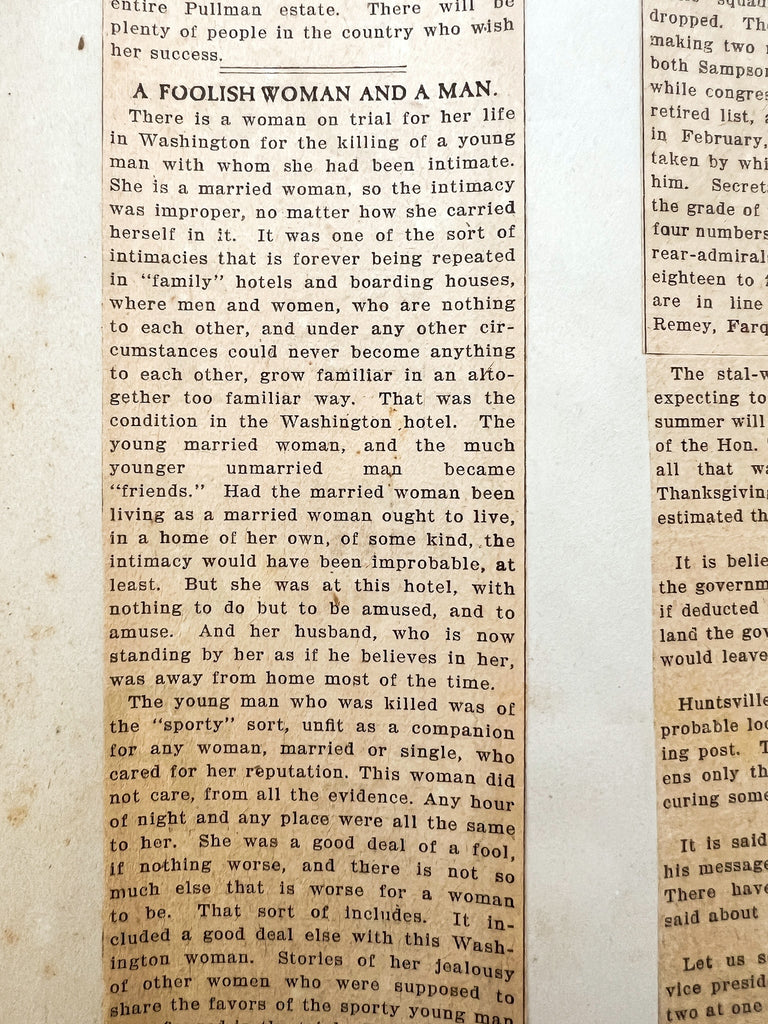 entire Pullman estate. There will be
plenty of people in the country who wish
her success.
A FOOLISH WOMAN AND A MAN.
There is a woman on trial for her life
in Washington for the killing of a young
man with whom she had been intimate.
She is a married woman, so the intimacy
was improper, no matter how she carried
herself in it. It was one of the sort of
intimacies that is forever being repeated
in “family” hotels and boarding houses,
where men and women, who are nothing
to each other, and under any other cir-
cumstances could never become anything
to each other, grow familiar in an alto-
gether too familiar way. That was the
condition in the Washington hotel. The
young married woman, and the much
younger unmarried man became
“friends.” Had the married woman been
living as a married woman ought to live,
in a home of her own, of some kind, the
intimacy would have been improbable, at
least. But she was at this hotel, with
nothing to do but to be amused, and to
amuse. And her husband, who is now
standing by her as if he believes in her,
was away from home most of the time.
The young man who was killed was of
the “sporty” sort, unfit as a companion
for any woman, married or single, who
cared for her reputation. This woman did
not care, from all the evidence. Any hour
of night and any place were all the same
to her. She was a good deal of a fool,
if nothing worse, and there is not so
much else that is worse for a woman
to be. That sort of includes. It in-
cluded a good deal else with this Wash-
ington woman. Stories of her jealousy
of other women who were supposed to
share the favors of the sporty young man
dropped. The
making two
both Sampson
while congres
retired list,
in February,
taken by whi
him. Secret
the grade of
four numbers
rear-admiral
eighteen to
are in line
Remey, Farq
The stal-w
expecting to
summer will
of the Hon.
all that wa
Thanksgiving
estimated th
It is belie
the governm
if deducted
land the gov
would leave
Huntsville
probable loc
ing post. T
ens only th
curing some
It is said
his message
There have
said about
Let us s
vice presid
two at one